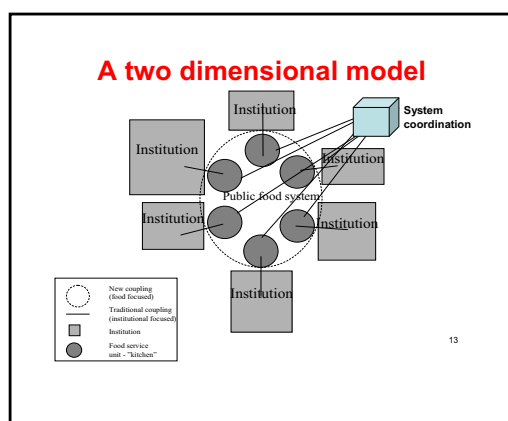 A two dimensional model
Institution
System
coordination
Institution
Institution
Public food system
Institution
Institution
Institution
New coupling
(food focused)
Traditional coupling
(institutional focused)
Institution
Food service
unit - "kitchen"
13